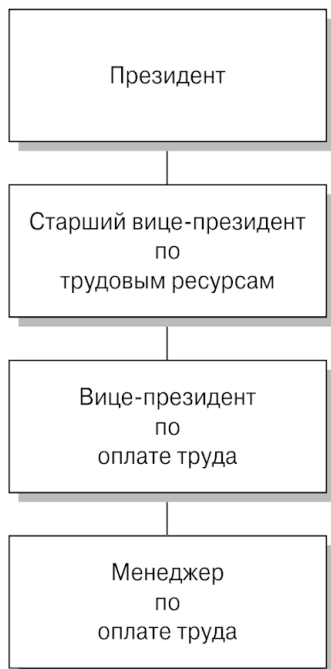 Президент
Старший вице-президент
по
трудовым ресурсам
Вице-президент
по
оплате труда
Менеджер
по
оплате труда